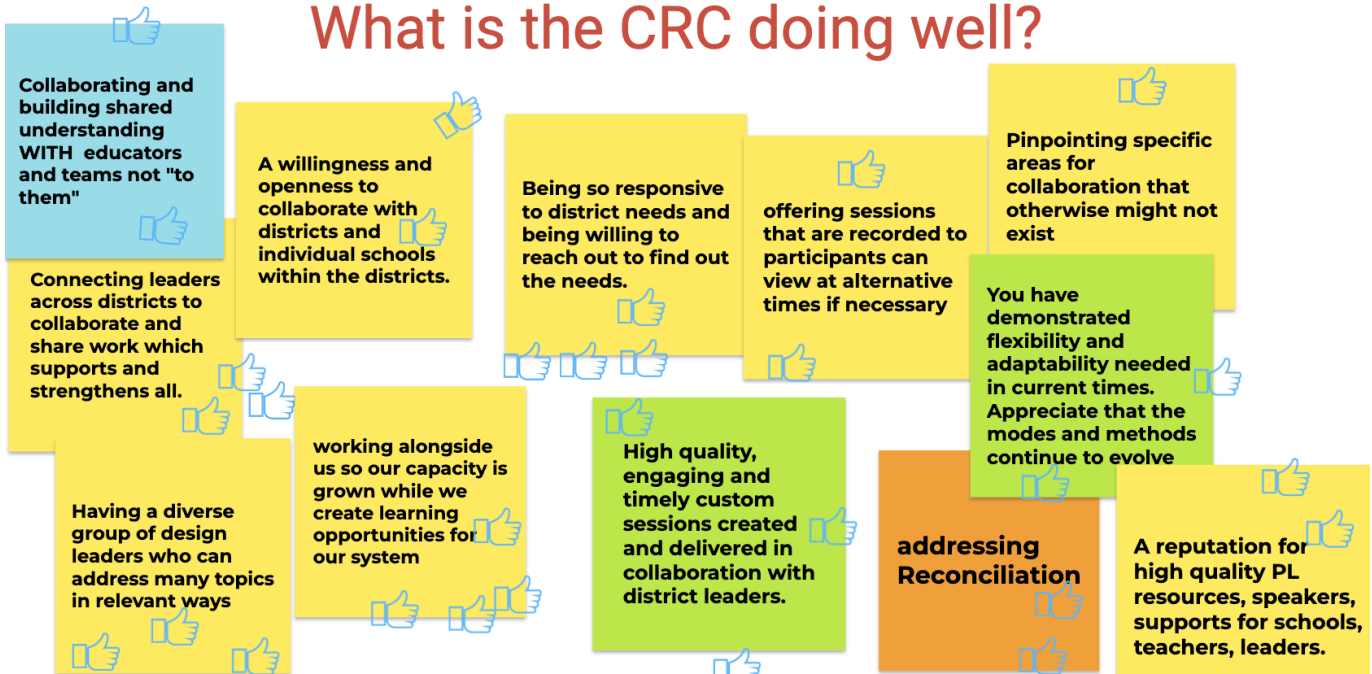 What is the CRC doing well?
Collaborating and
building shared
understanding
WITH educators
and teams not "to
them"
A willingness and
openness to
collaborate with
districts and
individual schools
within the districts.
Being so responsive
to district needs and
being willing to
reach out to find out
the needs.
offering sessions
that are recorded to
participants can
view at alternative
times if necessary
Pinpointing specific
areas for
collaboration that
otherwise might not
exist
Connecting leaders
across districts to
collaborate and
share work which
supports and
strengthens all.
You have
demonstrated
flexibility and
adaptability needed
in current times.
Appreciate that the
modes and methods
continue to evolve
Having a diverse
group of design
leaders who can
address many topics
in relevant ways
working alongside
us so our capacity is
grown while we
create learning
opportunities for
our system
High quality,
engaging and
timely custom
sessions created
and delivered in
collaboration with
district leaders.
addressing
Reconciliation
A reputation for
high quality PL
resources, speakers,
supports for schools,
teachers, leaders.